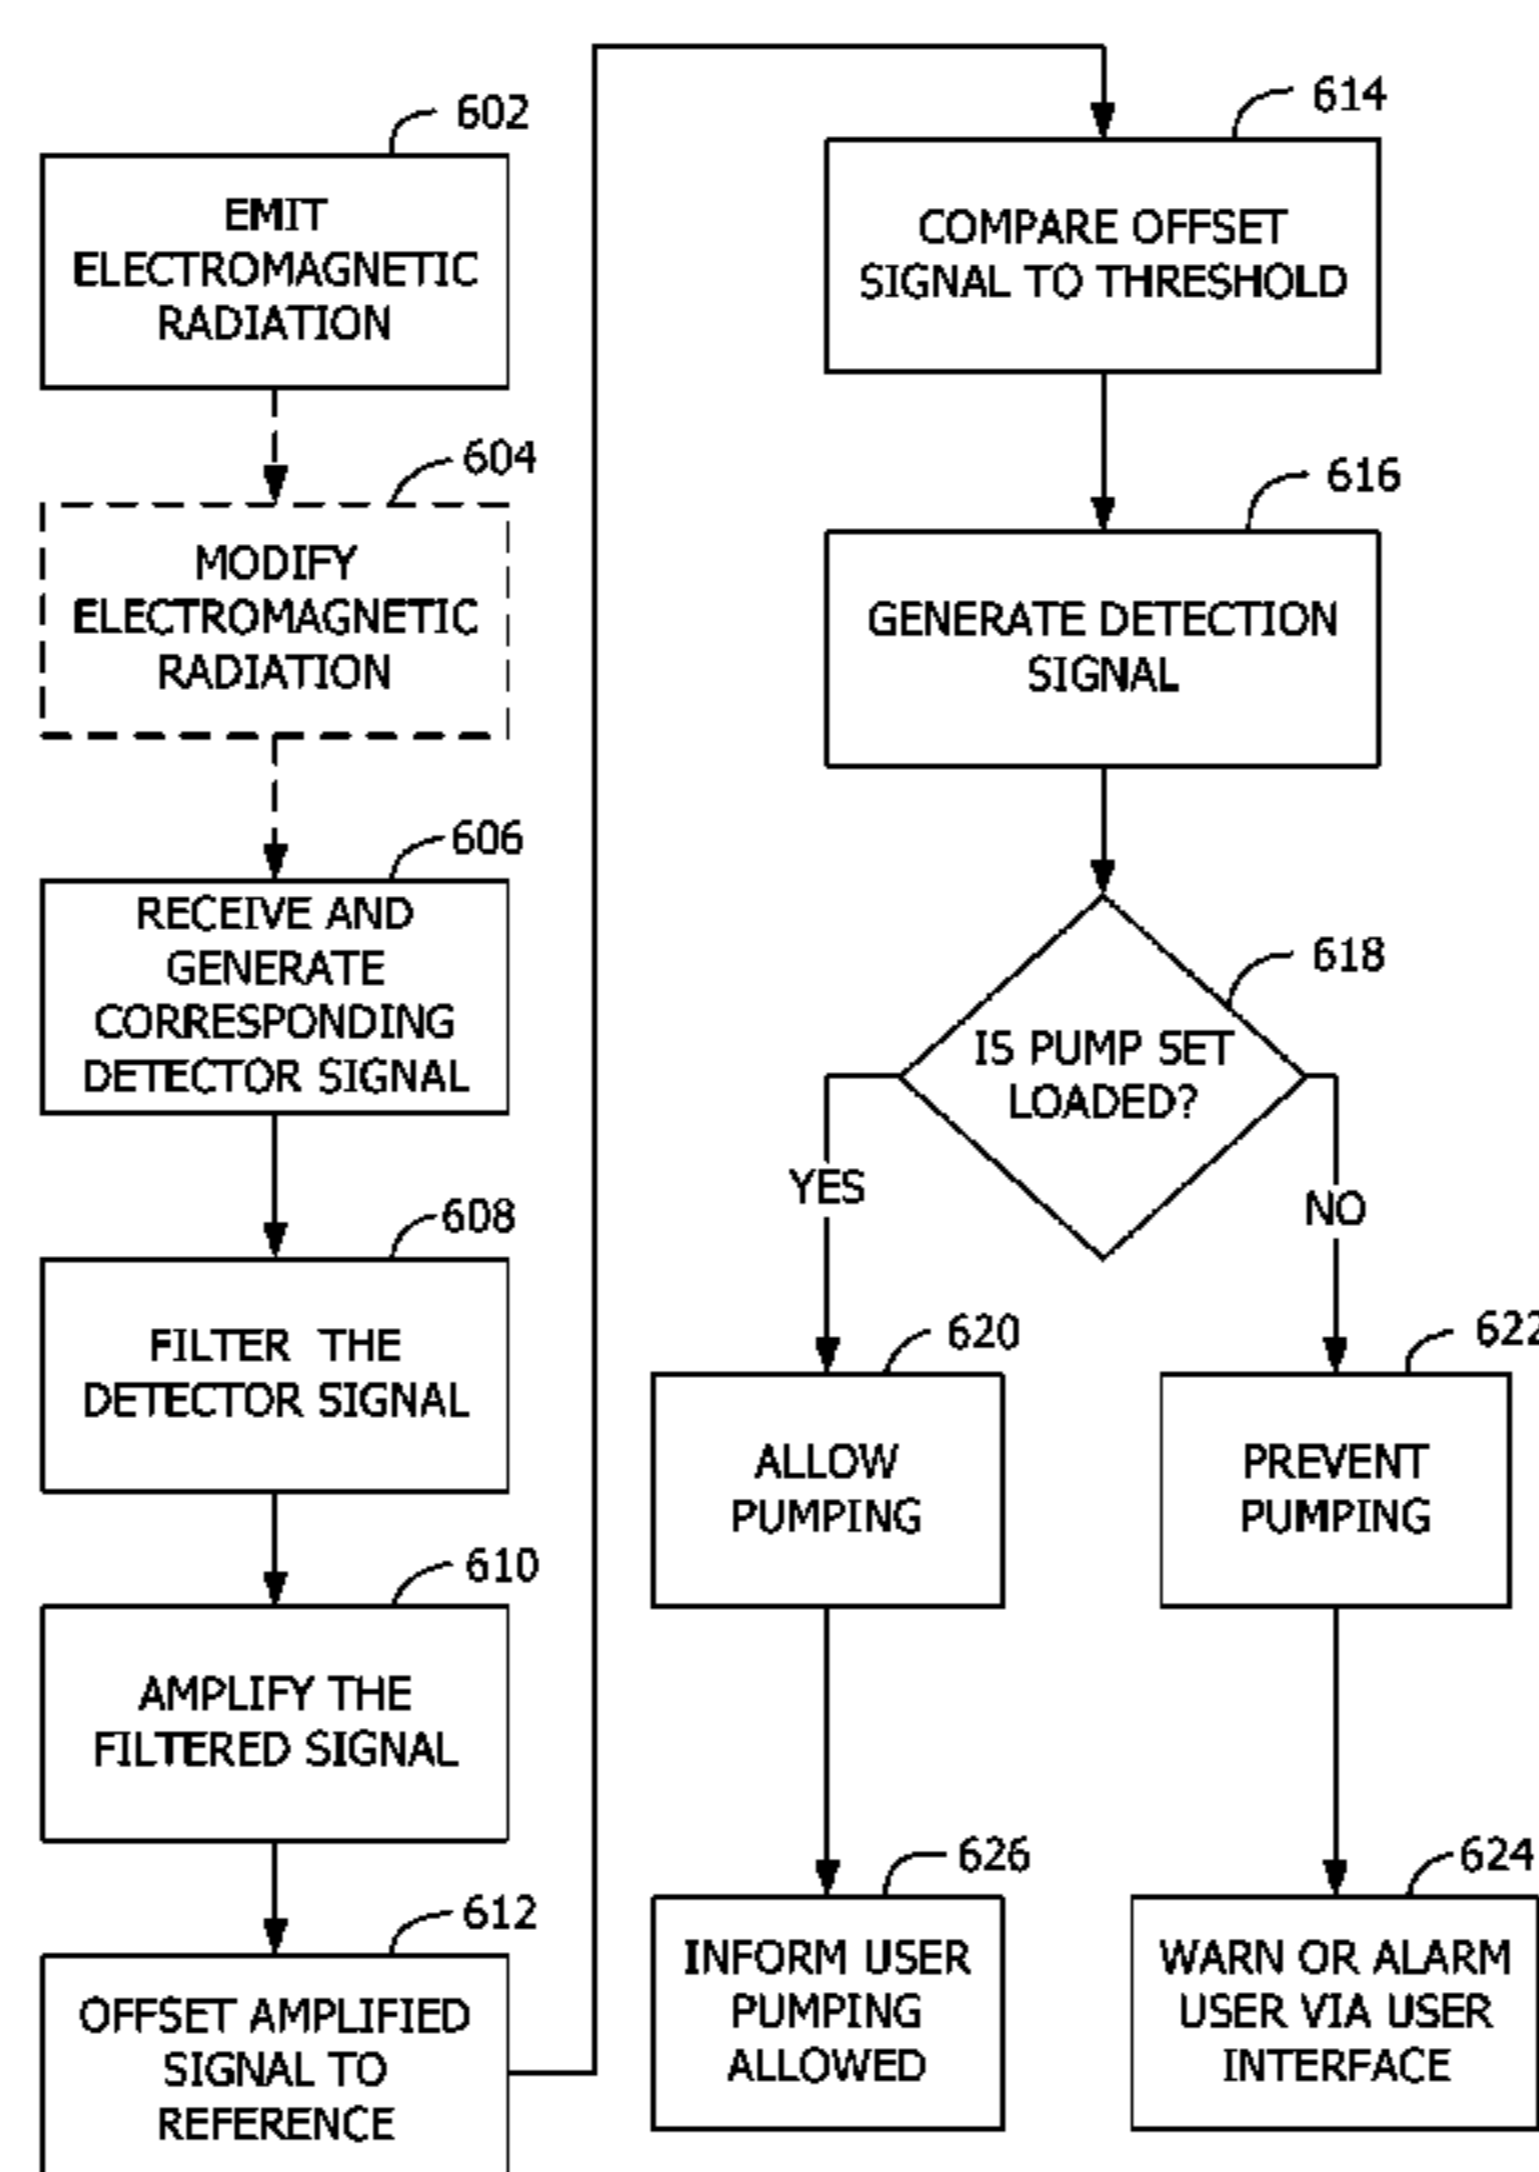 602
EMIT
ELECTROMAGNETIC
RADIATION
604
MODIFY
ELECTROMAGNETIC
RADIATION
606
RECEIVE AND
GENERATE
CORRESPONDING
DETECTOR SIGNAL
608
FILTER THE
DETECTOR SIGNAL
610
AMPLIFY THE
FILTERED SIGNAL
612
OFFSET AMPLIFIED
SIGNAL TO
REFERENCE
614
COMPARE OFFSET
SIGNAL TO THRESHOLD
616
GENERATE DETECTION
SIGNAL
618
IS PUMP SET
LOADED?
YES
NO
620
ALLOW
PUMPING
622
PREVENT
PUMPING
626
INFORM USER
PUMPING
ALLOWED
624
WARN OR ALARM
USER VIA USER
INTERFACE